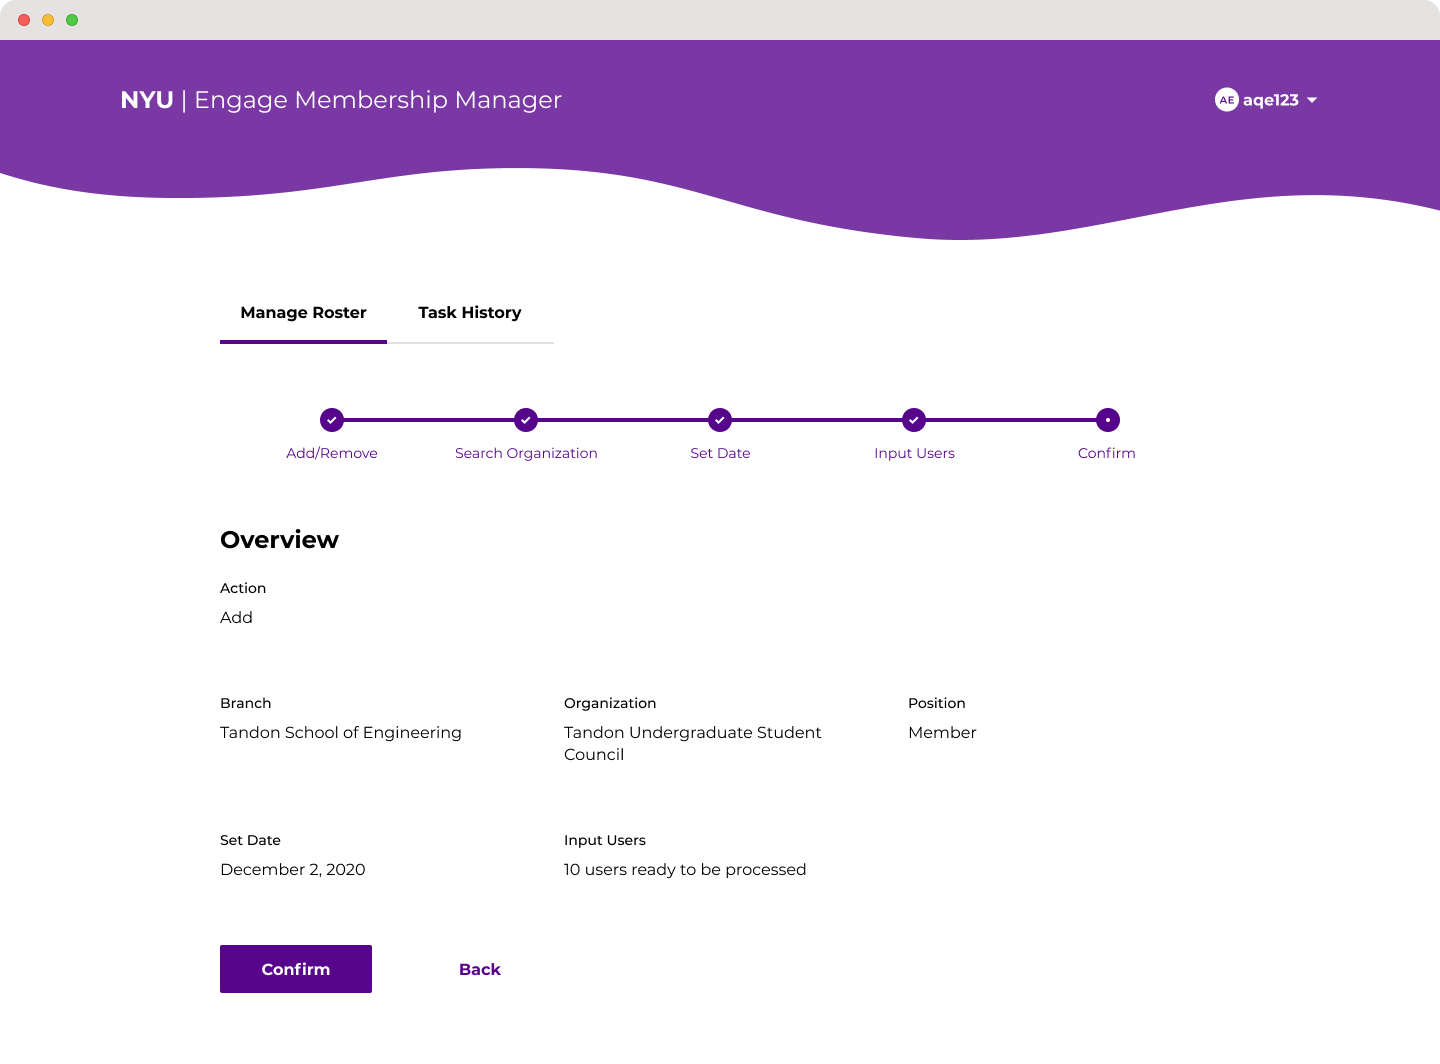 NYU | Engage Membership Manager
AE aqe123
Manage Roster Task History
Add/Remove Search Organization Set Date Input Users Confirm
Overview
Action
Add
Branch Organization Position
Tandon School of Engineering Tandon Undergraduate Student Member
Council
Set Date Input Users
December 2, 2020 10 users ready to be processed
Confirm Back